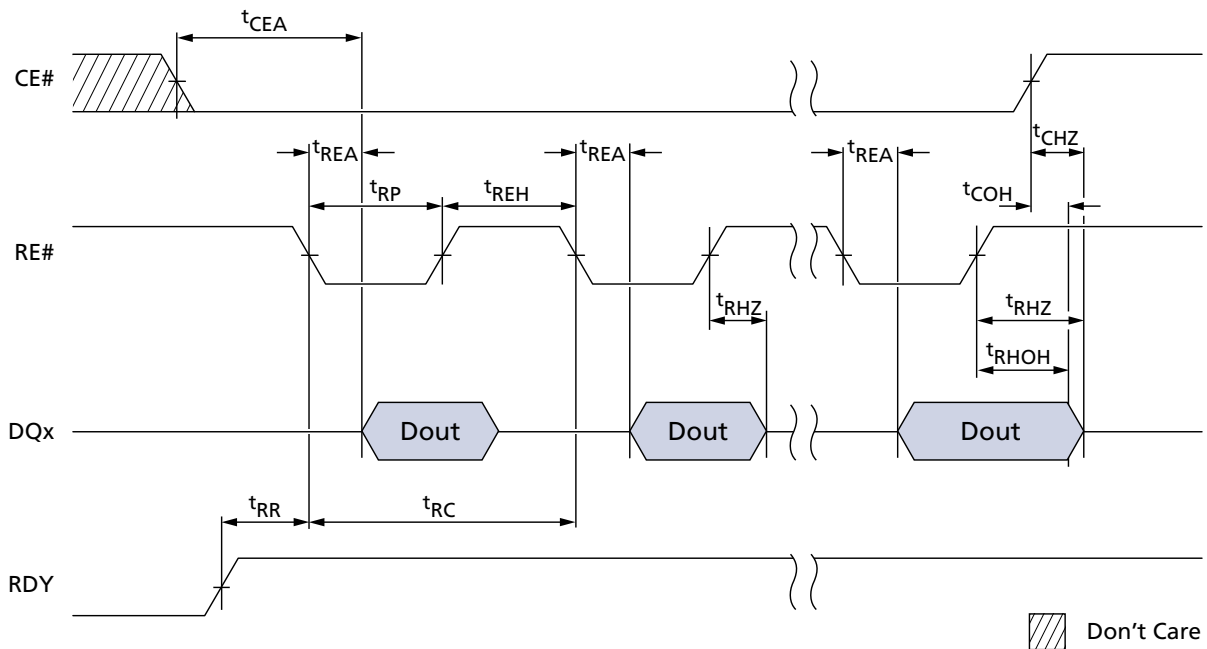 tCEA
CE#
tCHZ
tREA
tREA
tREA
tRP
tREH
tCOH
RE#
tRHZ
tRHZ
tRHOH
DQx
Dout
Dout
Dout
tRR
tRC
RDY
Don't Care